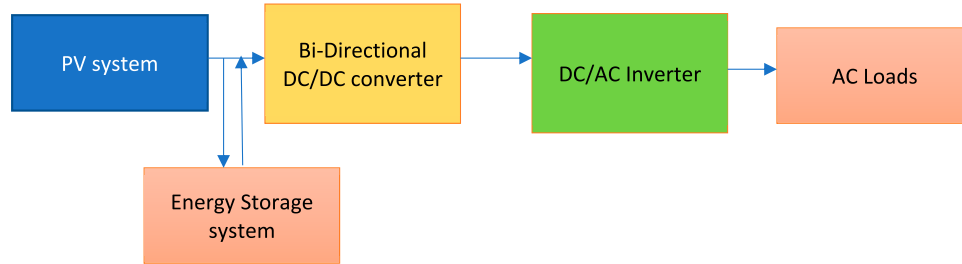 PV system
Bi-Directional
DC/DC converter
DC/AC Inverter
AC Loads
Energy Storage
system